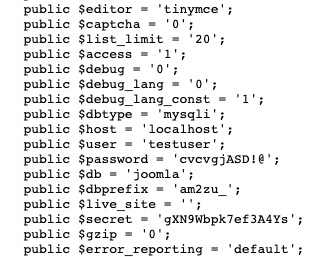 public $editor = 'tinymce';
public $captcha = '0';
public $list_limit = '20';
public $access = '1';
public $debug = '0';
public $debug_lang = '0';
public $debug_lang_const = '1';
public $dbtype = 'mysqli';
public $host = 'localhost';
public $user = 'testuser';
public $password = 'cvcvgjASD!@';
public $db = 'joomla';
public $dbprefix = 'am2zu_';
public $live_site = '';
public $secret = 'gXN9Wbpk7ef3A4Ys';
public $gzip = '0';
public $error_reporting = 'default';